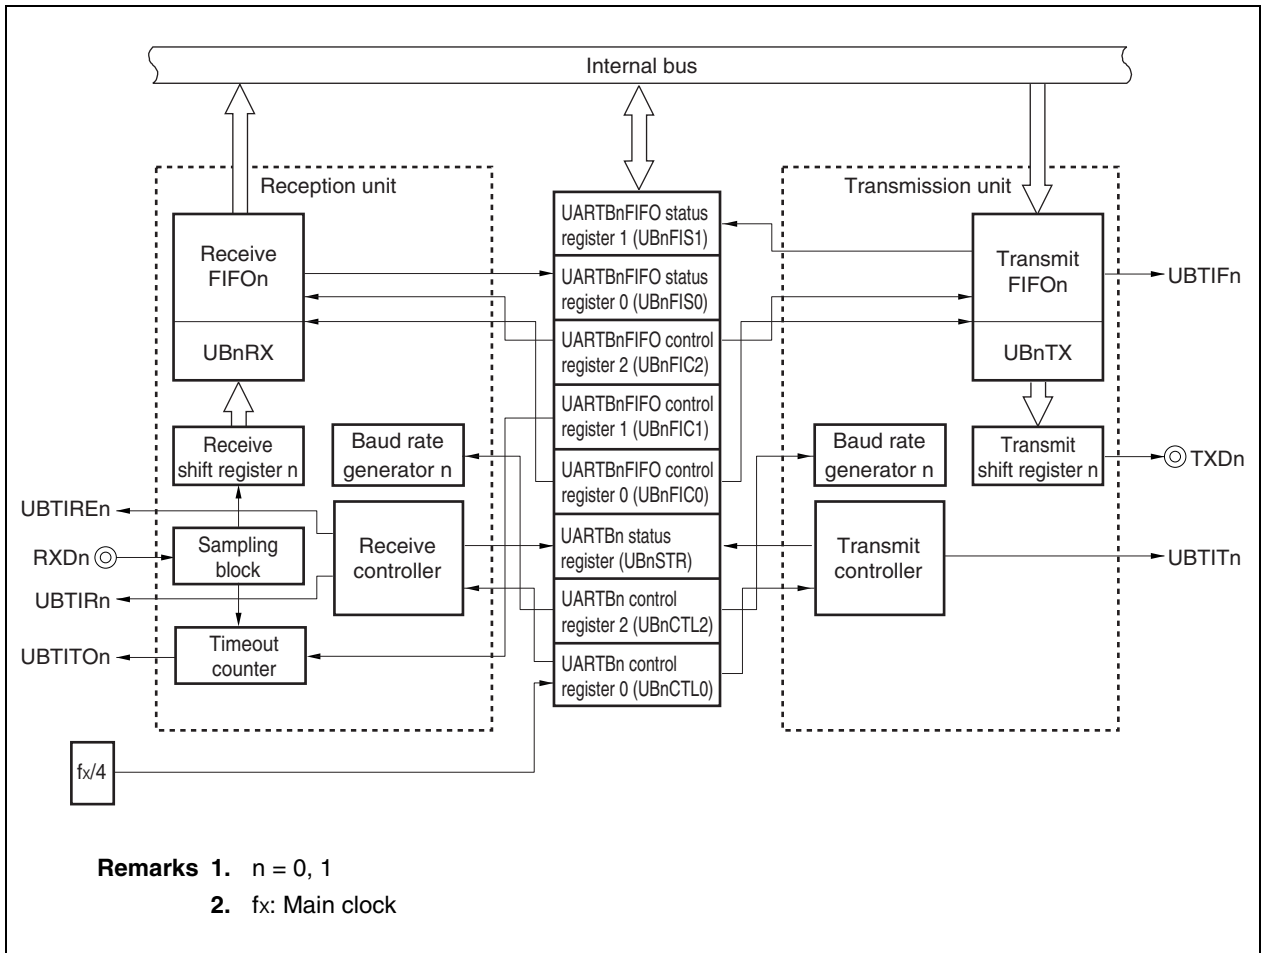 Internal bus
Reception unit
Transmission unit
Receive
FIFOn
UBnRX
Receive
shift register n
Baud rate
generator n
UBTIREn
RXDn
Sampling
block
Receive
controller
UBTIRn
UBTITOn
Timeout
counter
fx/4
UARTBnFIFO status
register 1 (UBnFIS1)
UARTBnFIFO status
register 0 (UBnFIS0)
UARTBnFIFO control
register 2 (UBnFIC2)
UARTBnFIFO control
register 1 (UBnFIC1)
UARTBnFIFO control
register 0 (UBnFIC0)
UARTBn status
register (UBnSTR)
UARTBn control
register 2 (UBnCTL2)
UARTBn control
register 0 (UBnCTL0)
Transmit
FIFOn
UBnTX
UBTIFn
Baud rate
generator n
Transmit
shift register n
TXDn
Transmit
controller
UBTITn
Remarks 1. n = 0, 1
2. fx: Main clock